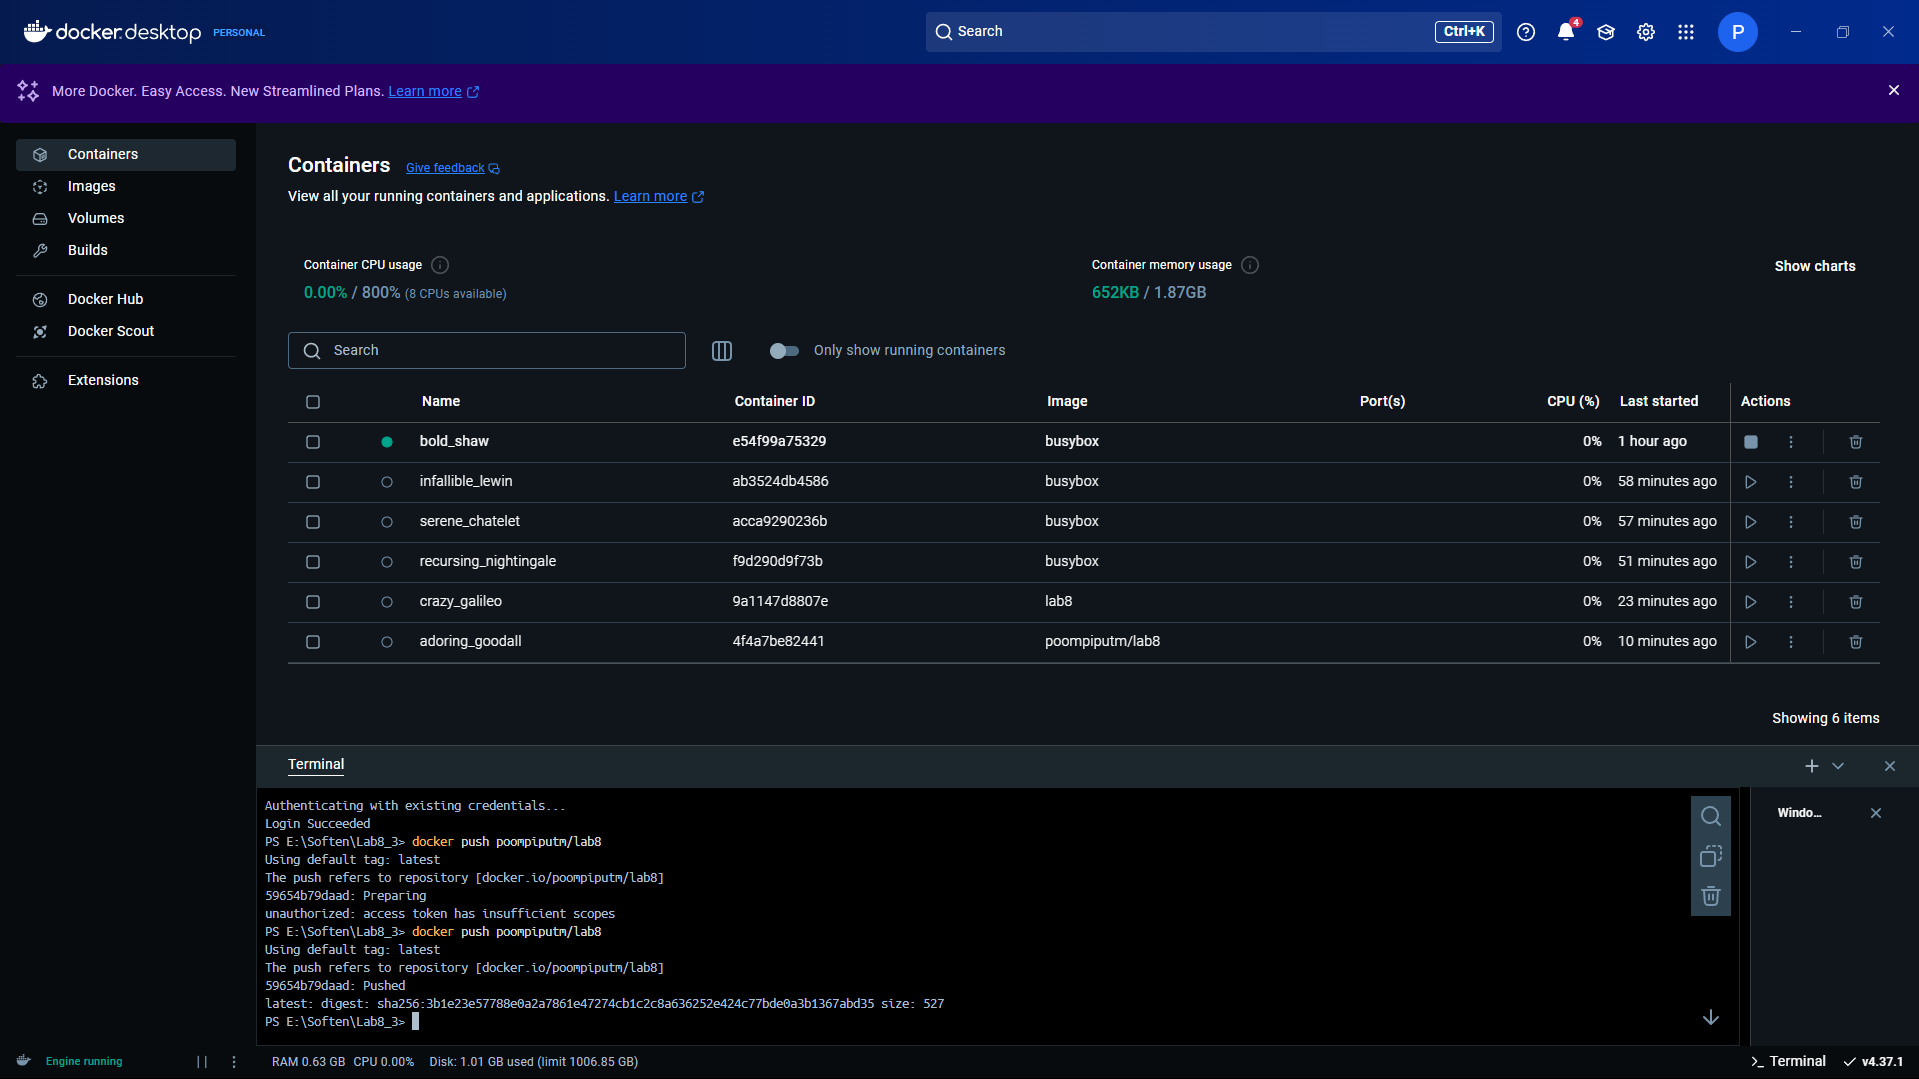 docker.desktop PERSONAL
Search Ctrl+K
4
P
More Docker. Easy Access. New Streamlined Plans. Learn more
Containers
Images
Volumes
Builds
Docker Hub
Docker Scout
Extensions
Containers Give feedback
View all your running containers and applications. Learn more
Container CPU usage
0.00% / 800% (8 CPUs available)
Container memory usage
652KB / 1.87GB
Show charts
Search
Only show running containers
Name Container ID Image Port(s) CPU (%) Last started Actions
bold_shaw e54f99a75329 busybox 0% 1 hour ago
infallible_lewin ab3524db4586 busybox 0% 58 minutes ago
serene_chatelet acca9290236b busybox 0% 57 minutes ago
recursing_nightingale f9d290d9f73b busybox 0% 51 minutes ago
crazy_galileo 9a1147d8807e lab8 0% 23 minutes ago
adoring_goodall 4f4a7be82441 poompiputm/lab8 0% 10 minutes ago
Showing 6 items
Terminal
Authenticating with existing credentials...
Login Succeeded
PS E:\Soften\Lab8_3> docker push poompiputm/lab8
Using default tag: latest
The push refers to repository [docker.io/poompiputm/lab8]
59654b79daad: Preparing
unauthorized: access token has insufficient scopes
PS E:\Soften\Lab8_3> docker push poompiputm/lab8
Using default tag: latest
The push refers to repository [docker.io/poompiputm/lab8]
59654b79daad: Pushed
latest: digest: sha256:3b1e23e57788e0a2a7861e47274cb1c2c8a636252e424c77bde0a3b1367abd35 size: 527
PS E:\Soften\Lab8_3>
Windo...
Engine running
RAM 0.63 GB CPU 0.00% Disk: 1.01 GB used (limit 1006.85 GB)
Terminal
v4.37.1